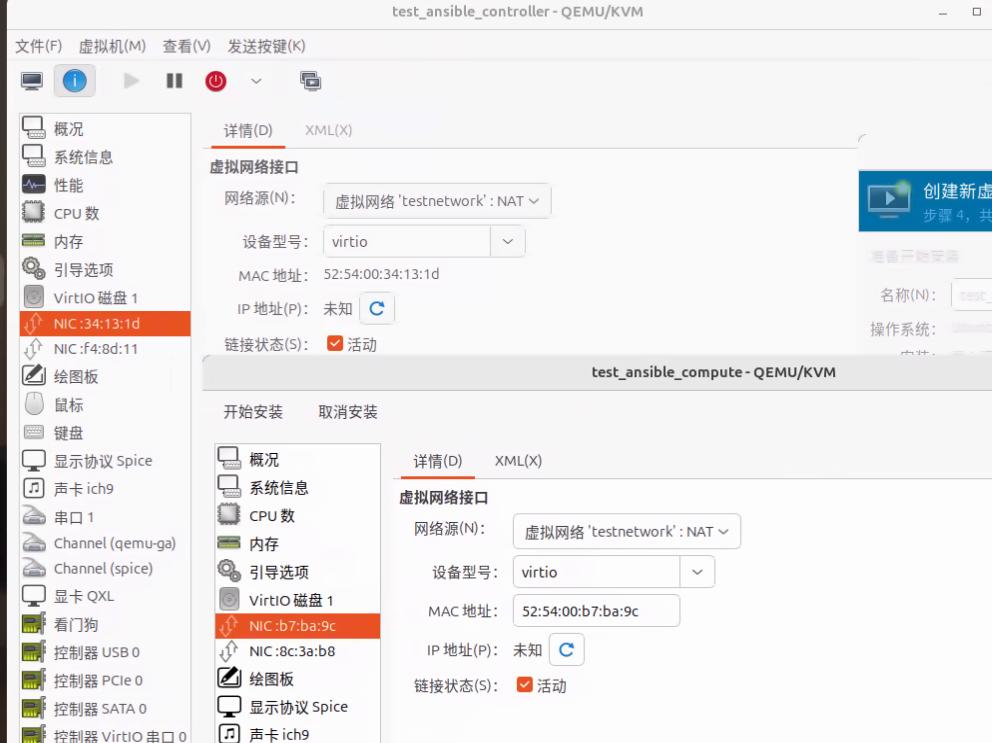 test_ansible_controller - QEMU/KVM
文件(F) 虚拟机(M) 查看(V) 发送按键(K)
概况
系统信息
性能
CPU 数
内存
引导选项
VirtIO 磁盘 1
NIC :34:13:1d
NIC :f4:8d:11
绘图板
鼠标
键盘
显示协议 Spice
声卡 ich9
串口 1
Channel (qemu-ga)
Channel (spice)
显卡 QXL
看门狗
控制器 USB 0
控制器 PCIe 0
控制器 SATA 0
控制器 VirtIO 串口 0
详情(D) XML(X)
虚拟网络接口
网络源(N): 虚拟网络 'testnetwork' : NAT
设备型号: virtio
MAC 地址: 52:54:00:34:13:1d
IP 地址(P): 未知
链接状态(S): 活动
创建新虚
步骤 4，共
准备开始安装
名称(N): test_
操作系统:
test_ansible_compute - QEMU/KVM
开始安装 取消安装
概况
系统信息
CPU 数
内存
引导选项
VirtIO 磁盘 1
NIC :b7:ba:9c
NIC :8c:3a:b8
绘图板
显示协议 Spice
声卡 ich9
详情(D) XML(X)
虚拟网络接口
网络源(N): 虚拟网络 'testnetwork' : NAT
设备型号: virtio
MAC 地址: 52:54:00:b7:ba:9c
IP 地址(P): 未知
链接状态(S): 活动